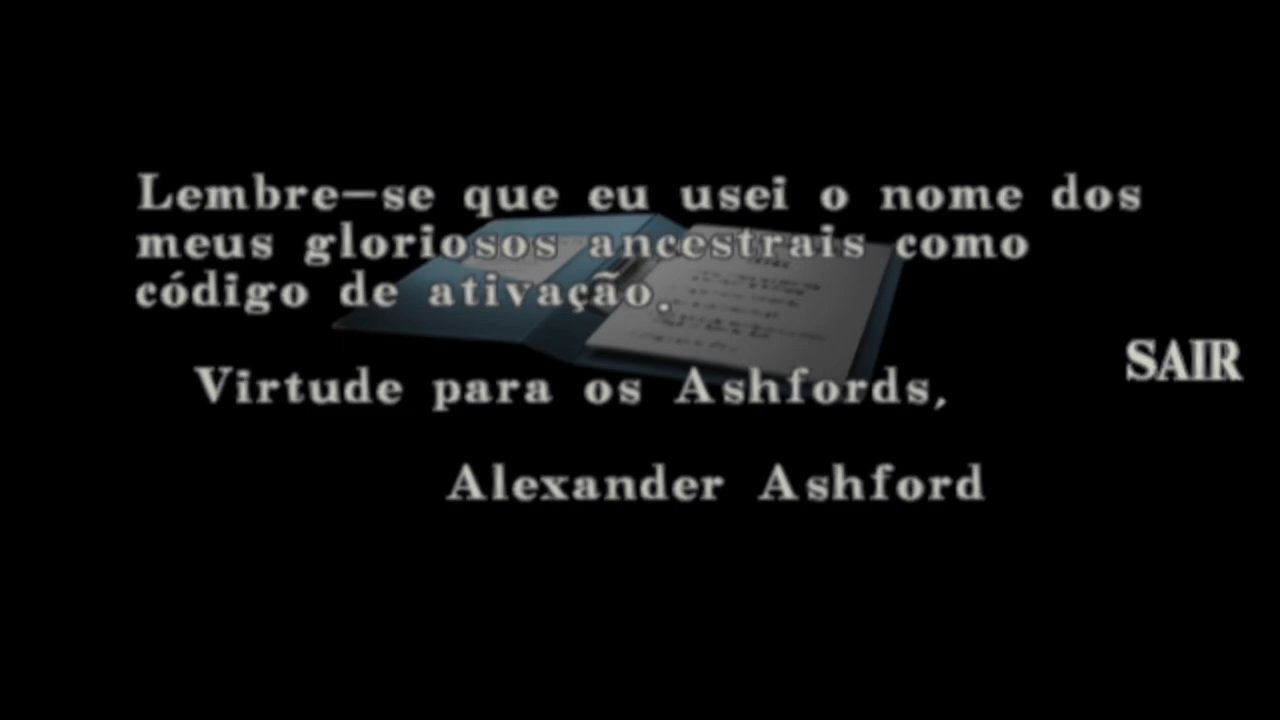 Lembre-se que eu usei o nome dos
meus gloriosos ancestrais como
código de ativação.
SAIR
Virtude para os Ashfords,
Alexander Ashford